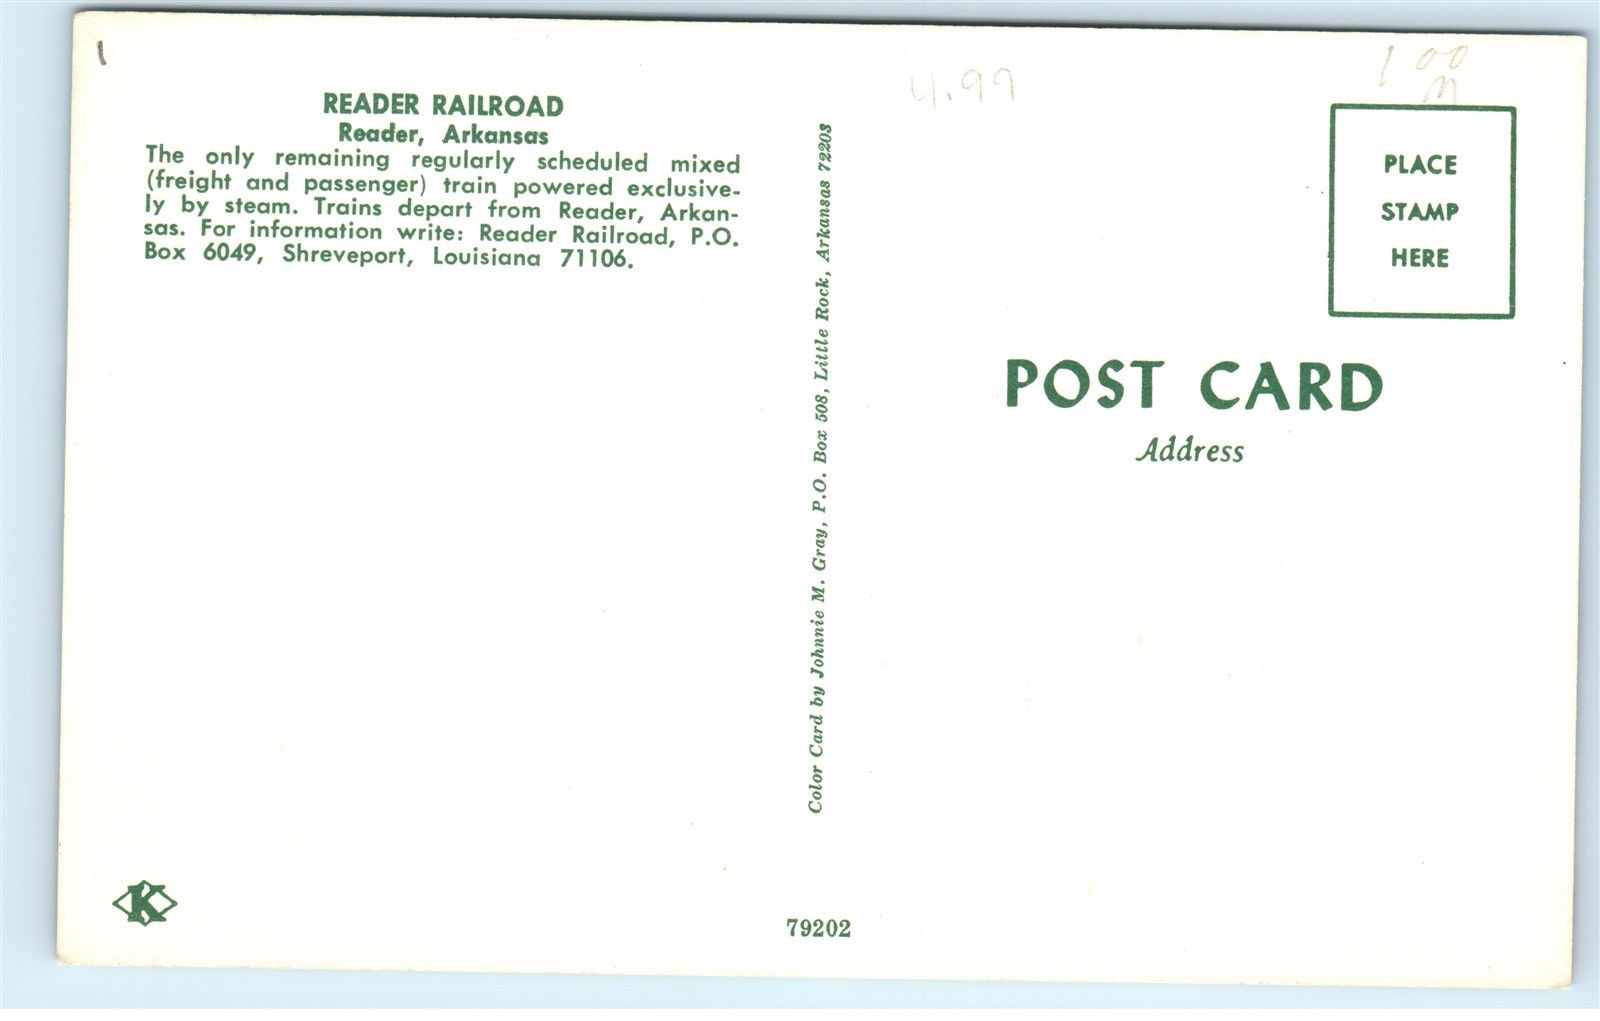 READER RAILROAD
Reader, Arkansas
The only remaining regularly scheduled mixed
(freight and passenger) train powered exclusive-
ly by steam. Trains depart from Reader, Arkan-
sas. For information write: Reader Railroad, P.O.
Box 6049, Shreveport, Louisiana 71106.
K
Color Card by Johnnie M. Gray, P.O. Box 508, Little Rock, Arkansas 72203
79202
4.99
1 00
PLACE
STAMP
HERE
POST CARD
Address